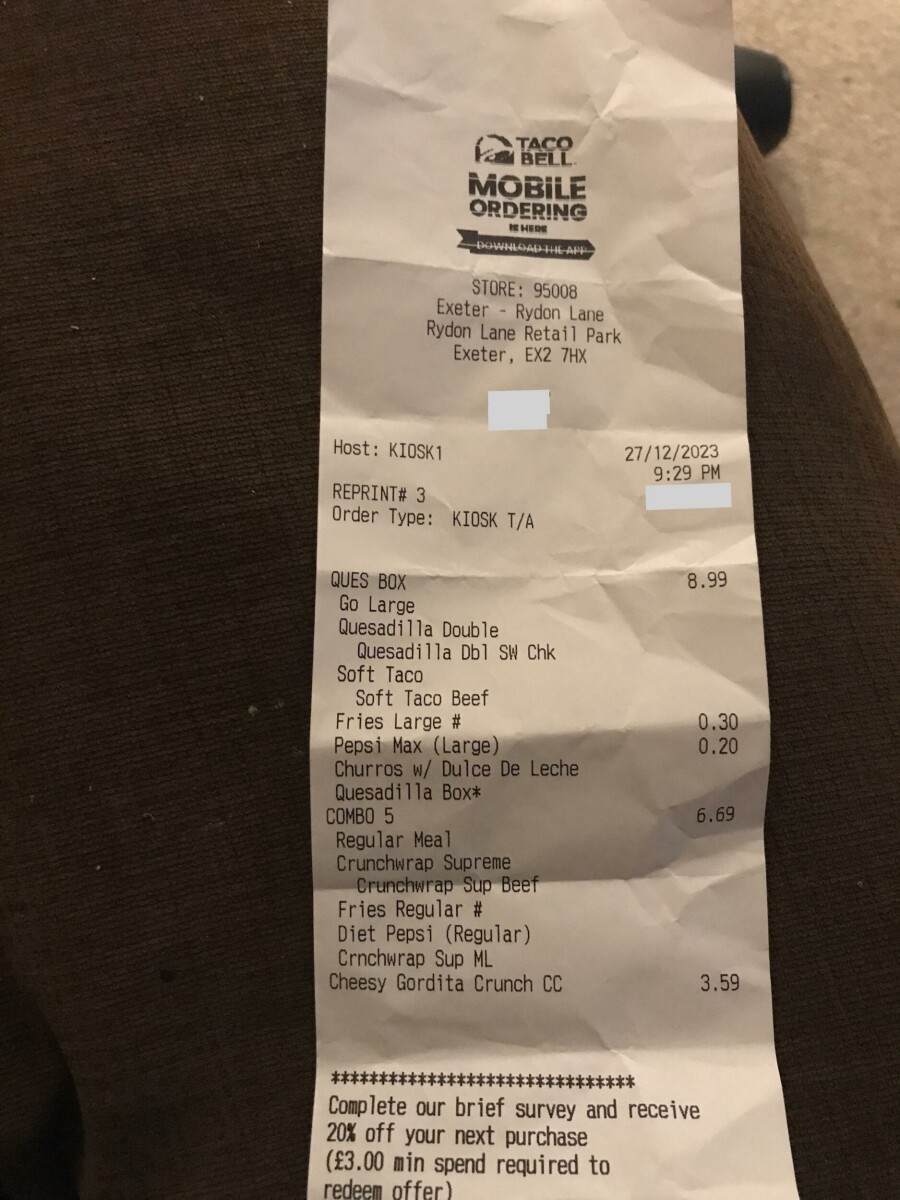 TACO
BELL.
MOBILE
ORDERING
IS HERE
DOWNLOAD THE APP
STORE: 95008
Exeter - Rydon Lane
Rydon Lane Retail Park
Exeter, EX2 7HX
Host: KIOSK1 27/12/2023
9:29 PM
REPRINT# 3
Order Type: KIOSK T/A
QUES BOX 8.99
Go Large
Quesadilla Double
Quesadilla Dbl SW Chk
Soft Taco
Soft Taco Beef
Fries Large # 0.30
Pepsi Max (Large) 0.20
Churros w/ Dulce De Leche
Quesadilla Box*
COMBO 5 6.69
Regular Meal
Crunchwrap Supreme
Crunchwrap Sup Beef
Fries Regular #
Diet Pepsi (Regular)
Crnchwrap Sup ML
Cheesy Gordita Crunch CC 3.59
********************************
Complete our brief survey and receive
20% off your next purchase
(£3.00 min spend required to
redeem offer)